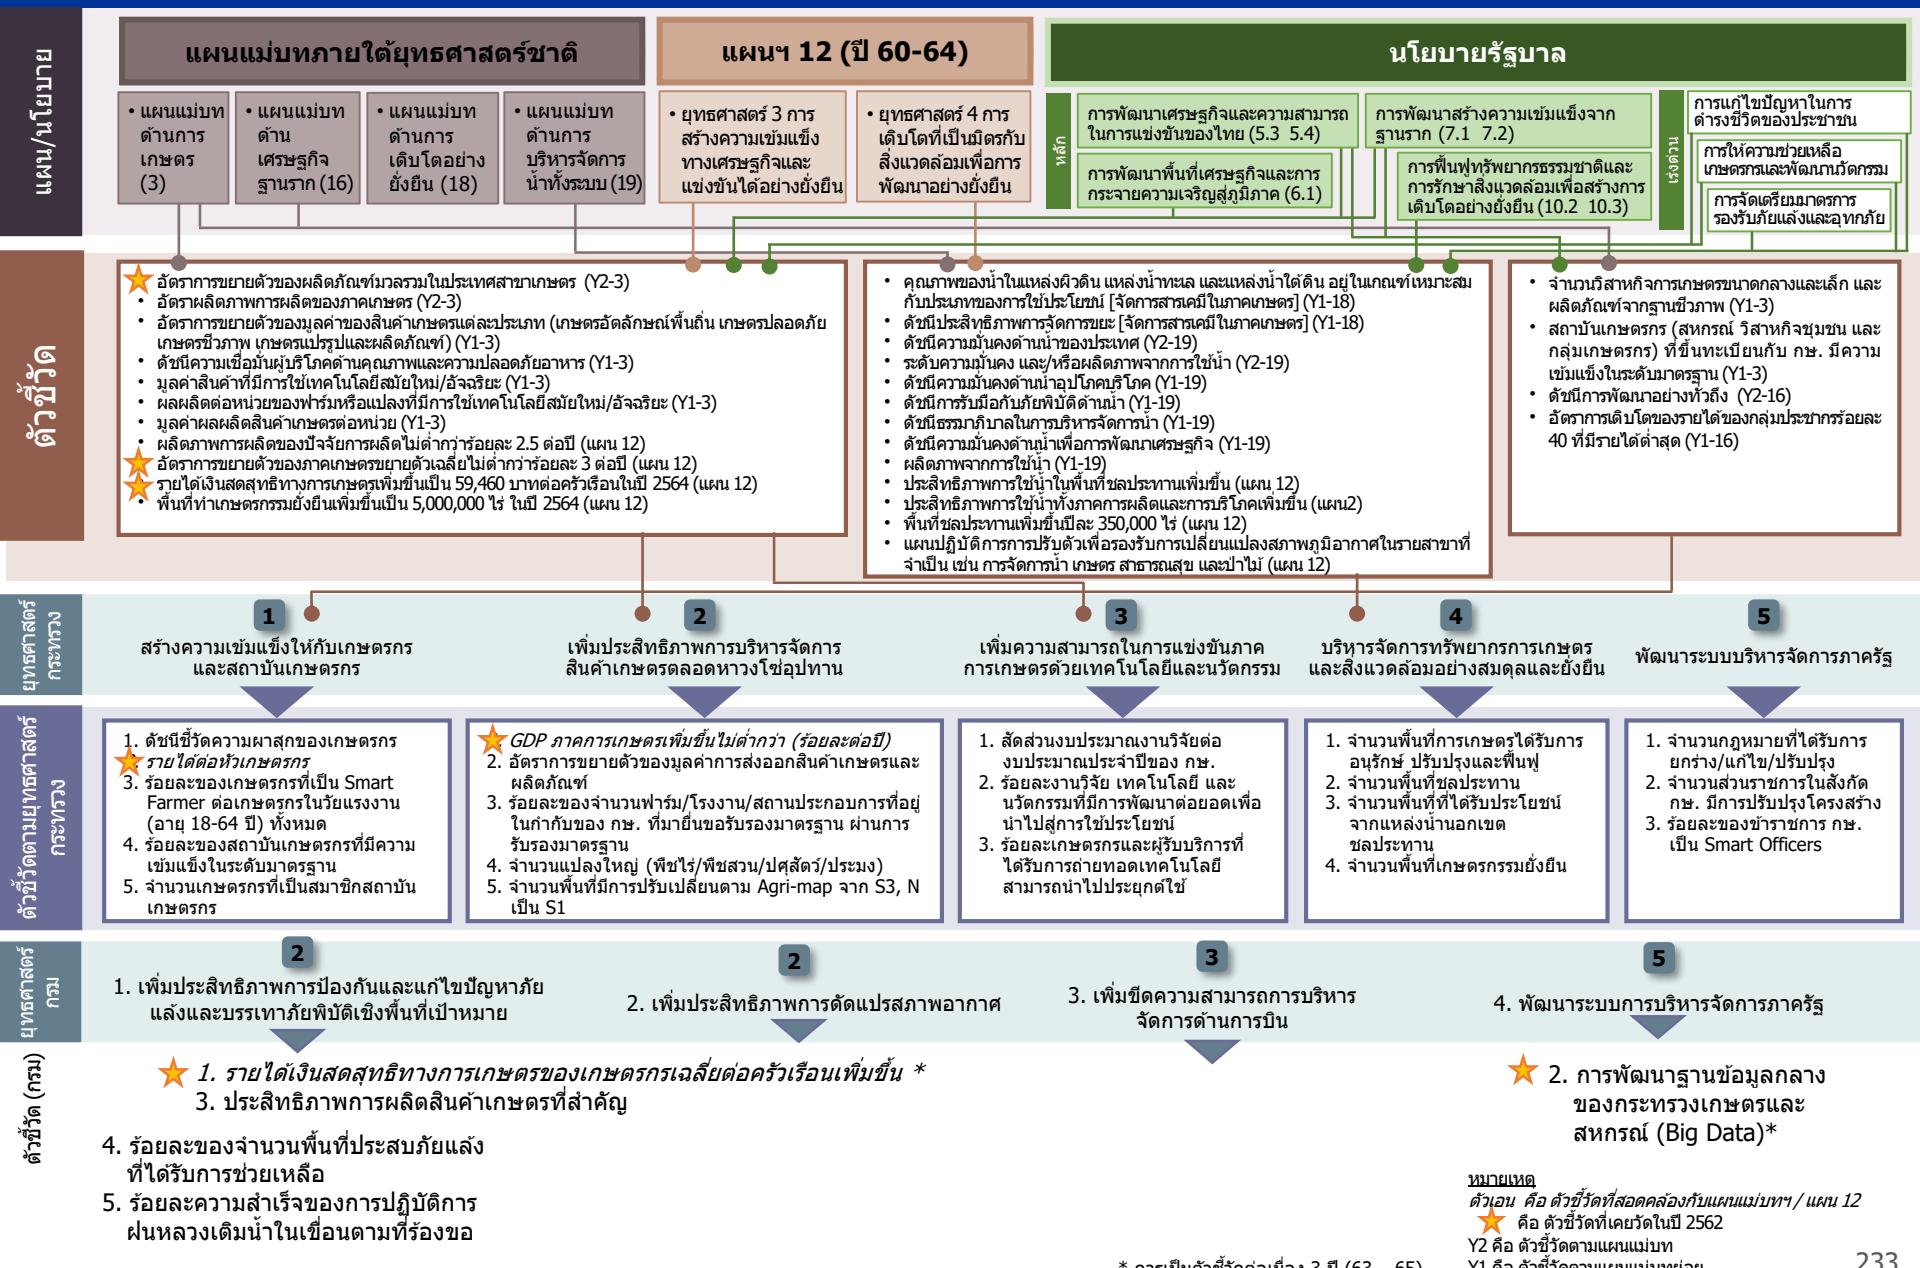 แผน/นโยบาย
แผนแม่บทภายใต้ยุทธศาสตร์ชาติ
แผนฯ 12 (ปี 60-64)
นโยบายรัฐบาล
• แผนแม่บท
ด้านการ
เกษตร
(3)
• แผนแม่บท
ด้าน
เศรษฐกิจ
ฐานราก (16)
• แผนแม่บท
ด้านการ
เติบโตอย่าง
ยั่งยืน (18)
• แผนแม่บท
ด้านการ
บริหารจัดการ
น้ำทั้งระบบ (19)
• ยุทธศาสตร์ 3 การ
สร้างความเข้มแข็ง
ทางเศรษฐกิจและ
แข่งขันได้อย่างยั่งยืน
• ยุทธศาสตร์ 4 การ
เติบโตที่เป็นมิตรกับ
สิ่งแวดล้อมเพื่อการ
พัฒนาอย่างยั่งยืน
หลัก
การพัฒนาเศรษฐกิจและความสามารถ
ในการแข่งขันของไทย (5.3 5.4)
การพัฒนาพื้นที่เศรษฐกิจและการ
กระจายความเจริญสู่ภูมิภาค (6.1)
การพัฒนาสร้างความเข้มแข็งจาก
ฐานราก (7.1 7.2)
การฟื้นฟูทรัพยากรธรรมชาติและ
การรักษาสิ่งแวดล้อมเพื่อสร้างการ
เติบโตอย่างยั่งยืน (10.2 10.3)
เร่งด่วน
การแก้ไขปัญหาในการ
ดำรงชีวิตของประชาชน
การให้ความช่วยเหลือ
เกษตรกรและพัฒนานวัตกรรม
การจัดเตรียมมาตรการ
รองรับภัยแล้งและอุทกภัย
ตัวชี้วัด
อัตราการขยายตัวของผลิตภัณฑ์มวลรวมในประเทศสาขาเกษตร (Y2-3)
• อัตราผลิตภาพการผลิตของภาคเกษตร (Y2-3)
• อัตราการขยายตัวของมูลค่าของสินค้าเกษตรแต่ละประเภท (เกษตรอัตลักษณ์พื้นถิ่น เกษตรปลอดภัย
เกษตรชีวภาพ เกษตรแปรรูปและผลิตภัณฑ์) (Y1-3)
• ดัชนีความเชื่อมั่นผู้บริโภคด้านคุณภาพและความปลอดภัยอาหาร (Y1-3)
• มูลค่าสินค้าที่มีการใช้เทคโนโลยีสมัยใหม่/อัจฉริยะ (Y1-3)
• ผลผลิตต่อหน่วยของฟาร์มหรือแปลงที่มีการใช้เทคโนโลยีสมัยใหม่/อัจฉริยะ (Y1-3)
• มูลค่าผลผลิตสินค้าเกษตรต่อหน่วย (Y1-3)
• ผลิตภาพการผลิตของปัจจัยการผลิตไม่ต่ำกว่าร้อยละ 2.5 ต่อปี (แผน 12)
อัตราการขยายตัวของภาคเกษตรขยายตัวเฉลี่ยไม่ต่ำกว่าร้อยละ 3 ต่อปี (แผน 12)
รายได้เงินสดสุทธิทางการเกษตรเพิ่มขึ้นเป็น 59,460 บาทต่อครัวเรือนในปี 2564 (แผน 12)
• พื้นที่ทำเกษตรกรรมยั่งยืนเพิ่มขึ้นเป็น 5,000,000 ไร่ ในปี 2564 (แผน 12)
• คุณภาพของน้ำในแหล่งผิวดิน แหล่งน้ำทะเล และแหล่งน้ำใต้ดิน อยู่ในเกณฑ์เหมาะสม
กับประเภทของการใช้ประโยชน์ [จัดการสารเคมีในภาคเกษตร] (Y1-18)
• ดัชนีประสิทธิภาพการจัดการขยะ [จัดการสารเคมีในภาคเกษตร] (Y1-18)
• ดัชนีความมั่นคงด้านน้ำของประเทศ (Y2-19)
• ระดับความมั่นคง และ/หรือผลิตภาพจากการใช้น้ำ (Y2-19)
• ดัชนีความมั่นคงด้านน้ำอุปโภคบริโภค (Y1-19)
• ดัชนีการรับมือกับภัยพิบัติด้านน้ำ (Y1-19)
• ดัชนีธรรมาภิบาลในการบริหารจัดการน้ำ (Y1-19)
• ดัชนีความมั่นคงด้านน้ำเพื่อการพัฒนาเศรษฐกิจ (Y1-19)
• ผลิตภาพจากการใช้น้ำ (Y1-19)
• ประสิทธิภาพการใช้น้ำในพื้นที่ชลประทานเพิ่มขึ้น (แผน 12)
• ประสิทธิภาพการใช้น้ำทั้งภาคการผลิตและการบริโภคเพิ่มขึ้น (แผน2)
• พื้นที่ชลประทานเพิ่มขึ้นปีละ 350,000 ไร่ (แผน 12)
• แผนปฏิบัติการการปรับตัวเพื่อรองรับการเปลี่ยนแปลงสภาพภูมิอากาศในรายสาขาที่
จำเป็น เช่น การจัดการน้ำ เกษตร สาธารณสุข และป่าไม้ (แผน 12)
• จำนวนวิสาหกิจการเกษตรขนาดกลางและเล็ก และ
ผลิตภัณฑ์จากฐานชีวภาพ (Y1-3)
• สถาบันเกษตรกร (สหกรณ์ วิสาหกิจชุมชน และ
กลุ่มเกษตรกร) ที่ขึ้นทะเบียนกับ กษ. มีความ
เข้มแข็งในระดับมาตรฐาน (Y1-3)
• ดัชนีการพัฒนาอย่างทั่วถึง (Y2-16)
• อัตราการเติบโตของรายได้ของกลุ่มประชากรร้อยละ
40 ที่มีรายได้ต่ำสุด (Y1-16)
ยุทธศาสตร์
กระทรวง
1
สร้างความเข้มแข็งให้กับเกษตรกร
และสถาบันเกษตรกร
2
เพิ่มประสิทธิภาพการบริหารจัดการ
สินค้าเกษตรตลอดห่วงโซ่อุปทาน
3
เพิ่มความสามารถในการแข่งขันภาค
การเกษตรด้วยเทคโนโลยีและนวัตกรรม
4
บริหารจัดการทรัพยากรการเกษตร
และสิ่งแวดล้อมอย่างสมดุลและยั่งยืน
5
พัฒนาระบบบริหารจัดการภาครัฐ
ตัวชี้วัดตามยุทธศาสตร์
กระทรวง
1. ดัชนีชี้วัดความผาสุกของเกษตรกร
รายได้ต่อหัวเกษตรกร
3. ร้อยละของเกษตรกรที่เป็น Smart
Farmer ต่อเกษตรกรในวัยแรงงาน
(อายุ 18-64 ปี) ทั้งหมด
4. ร้อยละของสถาบันเกษตรกรที่มีความ
เข้มแข็งในระดับมาตรฐาน
5. จำนวนเกษตรกรที่เป็นสมาชิกสถาบัน
เกษตรกร
GDP ภาคการเกษตรเพิ่มขึ้นไม่ต่ำกว่า (ร้อยละต่อปี)
2. อัตราการขยายตัวของมูลค่าการส่งออกสินค้าเกษตรและ
ผลิตภัณฑ์
3. ร้อยละของจำนวนฟาร์ม/โรงงาน/สถานประกอบการที่อยู่
ในกำกับของ กษ. ที่มายื่นขอรับรองมาตรฐาน ผ่านการ
รับรองมาตรฐาน
4. จำนวนแปลงใหญ่ (พืชไร่/พืชสวน/ปศุสัตว์/ประมง)
5. จำนวนพื้นที่มีการปรับเปลี่ยนตาม Agri-map จาก S3, N
เป็น S1
1. สัดส่วนงบประมาณงานวิจัยต่อ
งบประมาณประจำปีของ กษ.
2. ร้อยละงานวิจัย เทคโนโลยี และ
นวัตกรรมที่มีการพัฒนาต่อยอดเพื่อ
นำไปสู่การใช้ประโยชน์
3. ร้อยละเกษตรกรและผู้รับบริการที่
ได้รับการถ่ายทอดเทคโนโลยี
สามารถนำไปประยุกต์ใช้
1. จำนวนพื้นที่การเกษตรได้รับการ
อนุรักษ์ ปรับปรุงและฟื้นฟู
2. จำนวนพื้นที่ชลประทาน
3. จำนวนพื้นที่ที่ได้รับประโยชน์
จากแหล่งน้ำนอกเขต
ชลประทาน
4. จำนวนพื้นที่เกษตรกรรมยั่งยืน
1. จำนวนกฎหมายที่ได้รับการ
ยกร่าง/แก้ไข/ปรับปรุง
2. จำนวนส่วนราชการในสังกัด
กษ. มีการปรับปรุงโครงสร้าง
3. ร้อยละของข้าราชการ กษ.
เป็น Smart Officers
ยุทธศาสตร์
กรม
2
1. เพิ่มประสิทธิภาพการป้องกันและแก้ไขปัญหาภัย
แล้งและบรรเทาภัยพิบัติเชิงพื้นที่เป้าหมาย
2
2. เพิ่มประสิทธิภาพการดัดแปรสภาพอากาศ
3
3. เพิ่มขีดความสามารถการบริหาร
จัดการด้านการบิน
5
4. พัฒนาระบบการบริหารจัดการภาครัฐ
ตัวชี้วัด (กรม)
1. รายได้เงินสดสุทธิทางการเกษตรของเกษตรกรเฉลี่ยต่อครัวเรือนเพิ่มขึ้น *
3. ประสิทธิภาพการผลิตสินค้าเกษตรที่สำคัญ
4. ร้อยละของจำนวนพื้นที่ประสบภัยแล้ง
ที่ได้รับการช่วยเหลือ
5. ร้อยละความสำเร็จของการปฏิบัติการ
ฝนหลวงเติมน้ำในเขื่อนตามที่ร้องขอ
2. การพัฒนาฐานข้อมูลกลาง
ของกระทรวงเกษตรและ
สหกรณ์ (Big Data)*
หมายเหตุ
ตัวเอน คือ ตัวชี้วัดที่สอดคล้องกับแผนแม่บทฯ / แผน 12
คือ ตัวชี้วัดที่เคยวัดในปี 2562
Y2 คือ ตัวชี้วัดตามแผนแม่บท
Y1 คือ ตัวชี้วัดตามแผนแม่บทย่อย
* การเป็นตัวชี้วัดต่อเนื่อง 3 ปี (63 – 65)
233